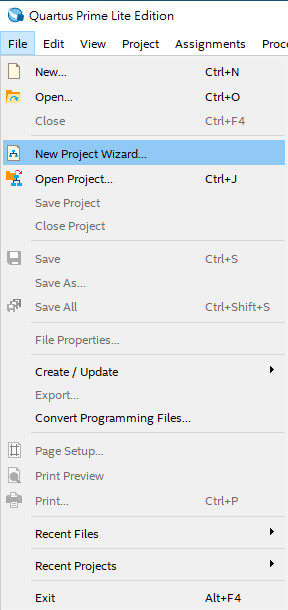 Quartus Prime Lite Edition
File Edit View Project Assignments Proce
New... Ctrl+N
Open... Ctrl+O
Close Ctrl+F4
New Project Wizard...
Open Project... Ctrl+J
Save Project
Close Project
Save Ctrl+S
Save As...
Save All Ctrl+Shift+S
File Properties...
Create / Update
Export...
Convert Programming Files...
Page Setup...
Print Preview
Print... Ctrl+P
Recent Files
Recent Projects
Exit Alt+F4